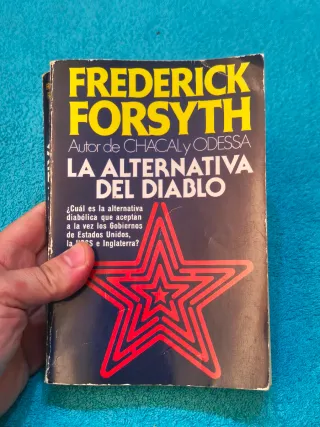 FREDERICK
FORSYTH
Autor de CHACAL y ODESSA
LA ALTERNATIVA
DEL DIABLO
¿Cuál es la alternativa
diabólica que aceptan
a la vez los Gobiernos
de Estados Unidos,
la URSS e Inglaterra?